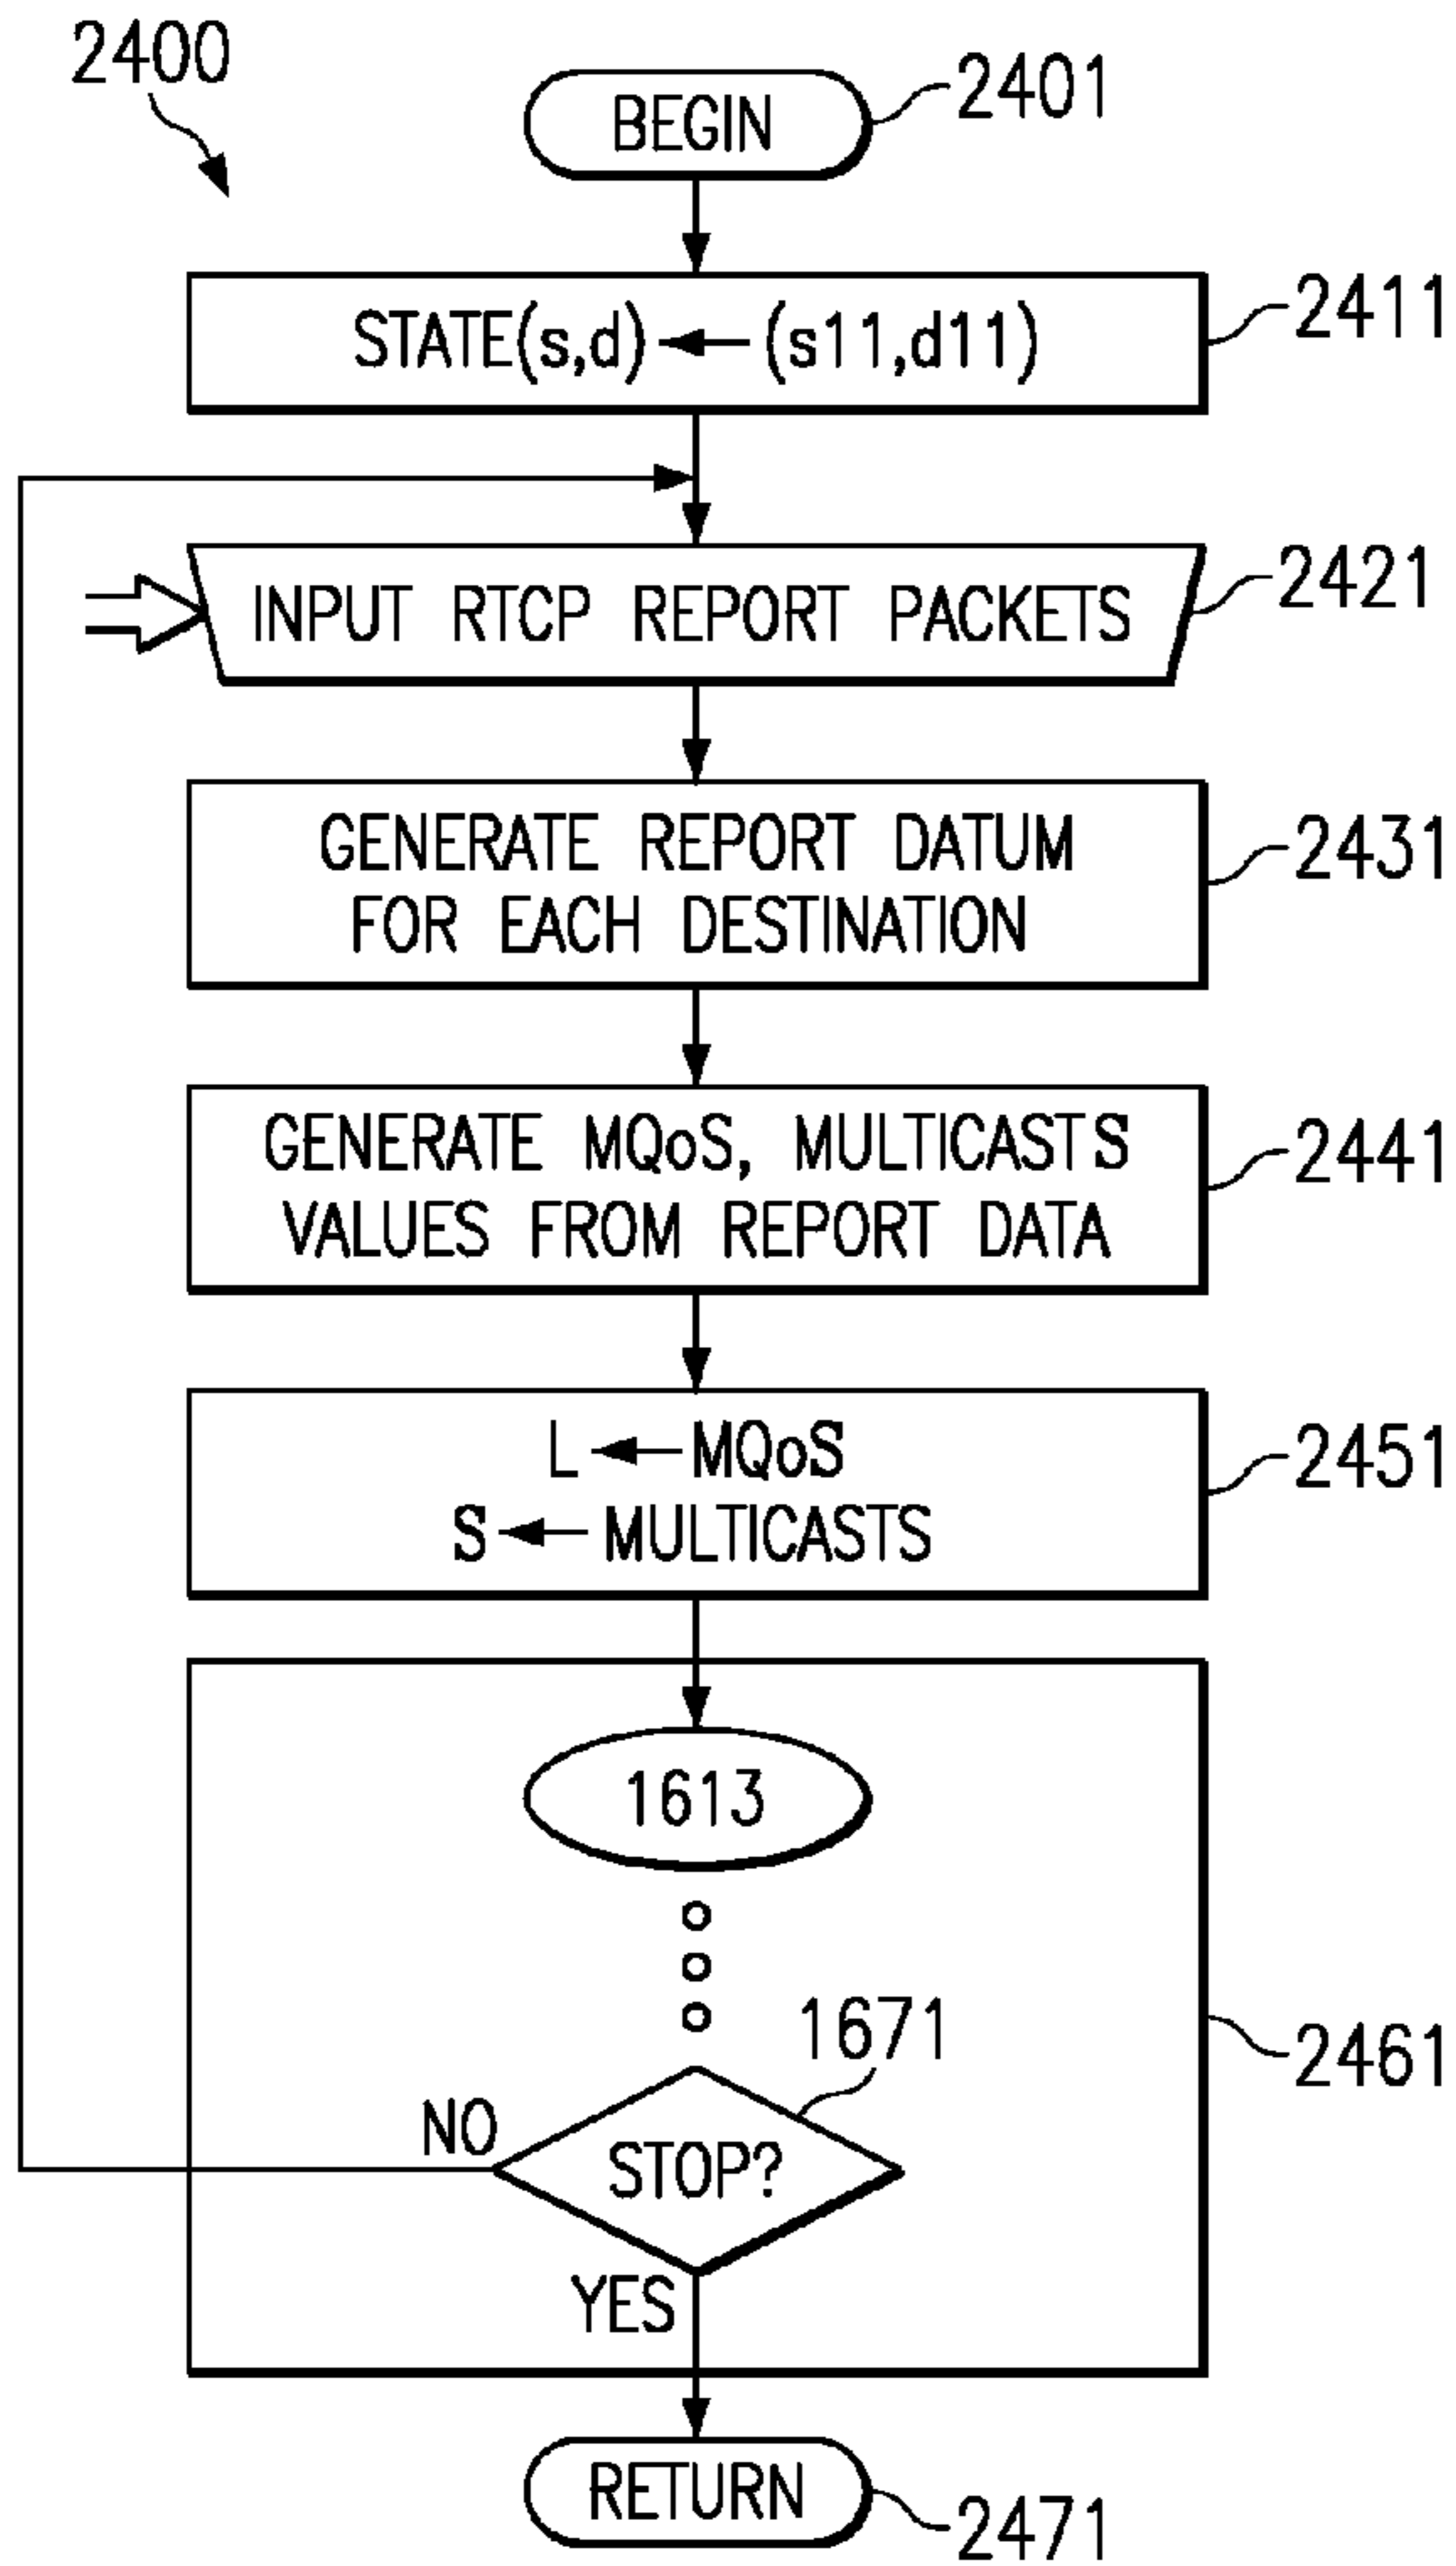 2400
BEGIN
2401
STATE(s,d) ← (s11,d11)
2411
INPUT RTCP REPORT PACKETS
2421
GENERATE REPORT DATUM
FOR EACH DESTINATION
2431
GENERATE MQoS, MULTICASTS
VALUES FROM REPORT DATA
2441
L ← MQoS
S ← MULTICASTS
2451
1613
1671
NO
STOP?
2461
YES
RETURN
2471